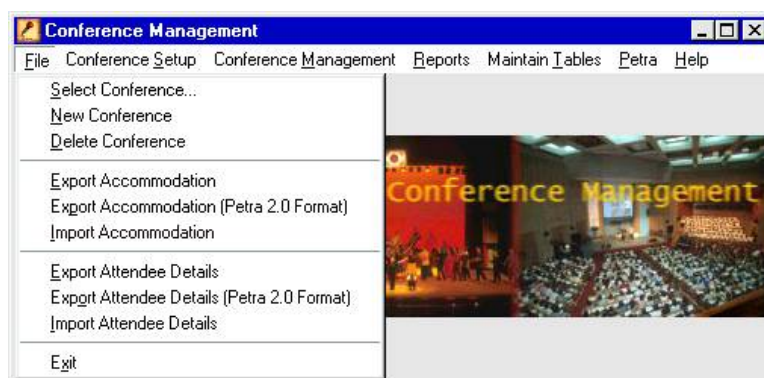 Conference Management
File Conference Setup Conference Management Reports Maintain Tables Petra Help
Select Conference...
New Conference
Delete Conference
Export Accommodation
Export Accommodation (Petra 2.0 Format)
Import Accommodation
Export Attendee Details
Export Attendee Details (Petra 2.0 Format)
Import Attendee Details
Exit
Conference Management